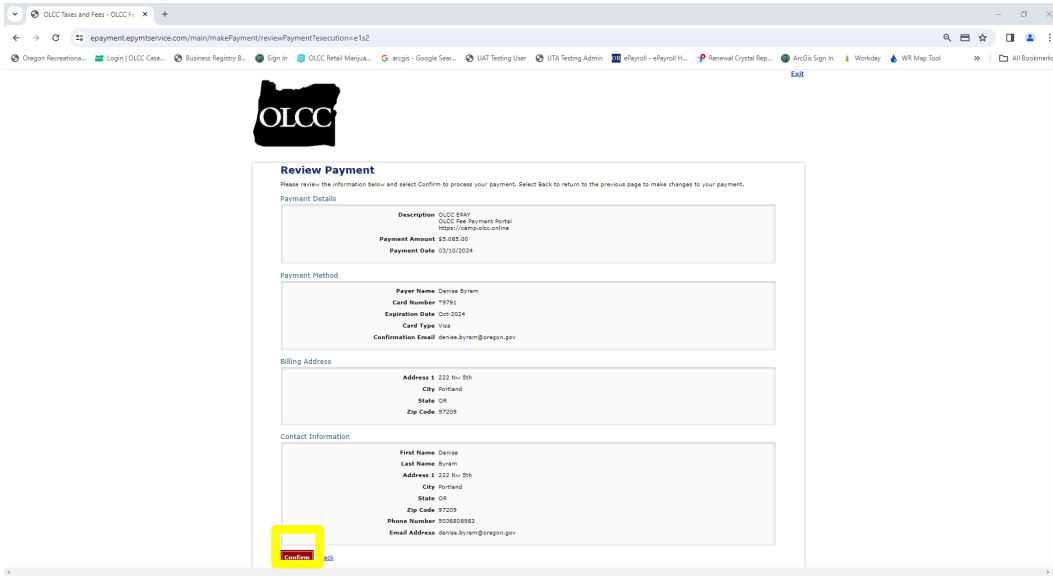 OLCC Taxes and Fees - OLCC Fe
epayment.epymtservice.com/main/makePayment/reviewPayment?execution=e1s2
Oregon Recreationa... Login | OLCC Case... Business Registry B... Sign In OLCC Retail Marijua... arcgis - Google Sear... UAT Testing User UTA Testing Admin ePayroll - ePayroll H... Renewal Crystal Rep... ArcGis Sign In Workday WR Map Tool » All Bookmarks
Exit
OLCC
Review Payment
Please review the information below and select Confirm to process your payment. Select Back to return to the previous page to make changes to your payment.
Payment Details
Description OLCC EPAY
OLCC Fee Payment Portal
https://camp.olcc.online
Payment Amount $5,085.00
Payment Date 03/10/2024
Payment Method
Payer Name Denise Byram
Card Number *9791
Expiration Date Oct-2024
Card Type Visa
Confirmation Email denise.byram@oregon.gov
Billing Address
Address 1 222 Nw 5th
City Portland
State OR
Zip Code 97209
Contact Information
First Name Denise
Last Name Byram
Address 1 222 Nw 5th
City Portland
State OR
Zip Code 97209
Phone Number 5036808983
Email Address denise.byram@oregon.gov
Confirm ack